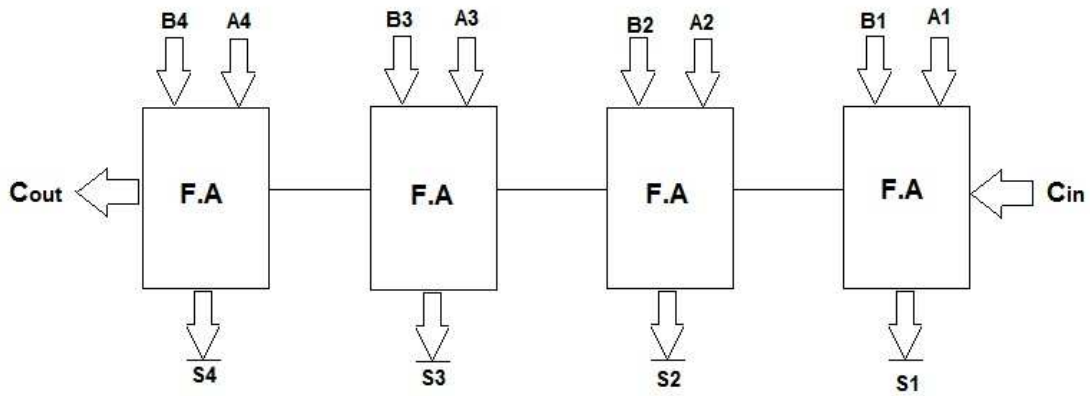 B4 A4 B3 A3 B2 A2 B1 A1
Cout F.A F.A F.A F.A Cin
S4 S3 S2 S1